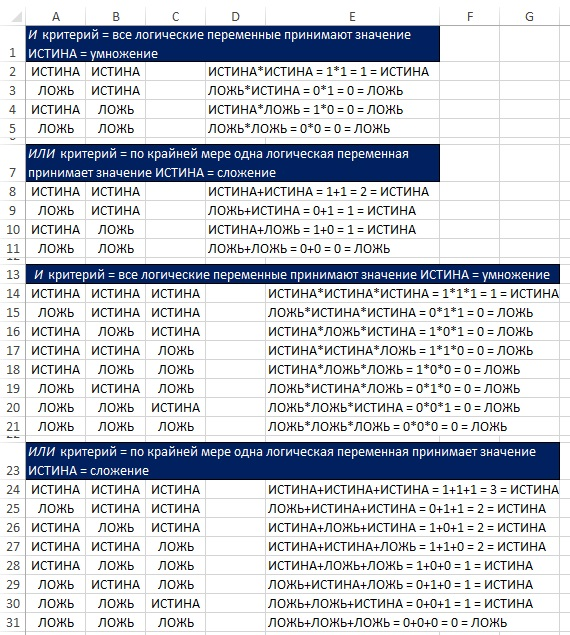 A B C D E F G
1 И критерий = все логические переменные принимают значение
ИСТИНА = умножение
2 ИСТИНА ИСТИНА ИСТИНА*ИСТИНА = 1*1 = 1 = ИСТИНА
3 ЛОЖЬ ИСТИНА ЛОЖЬ*ИСТИНА = 0*1 = 0 = ЛОЖЬ
4 ИСТИНА ЛОЖЬ ИСТИНА*ЛОЖЬ = 1*0 = 0 = ЛОЖЬ
5 ЛОЖЬ ЛОЖЬ ЛОЖЬ*ЛОЖЬ = 0*0 = 0 = ЛОЖЬ
7 ИЛИ критерий = по крайней мере одна логическая переменная
принимает значение ИСТИНА = сложение
8 ИСТИНА ИСТИНА ИСТИНА+ИСТИНА = 1+1 = 2 = ИСТИНА
9 ЛОЖЬ ИСТИНА ЛОЖЬ+ИСТИНА = 0+1 = 1 = ИСТИНА
10 ИСТИНА ЛОЖЬ ИСТИНА+ЛОЖЬ = 1+0 = 1 = ИСТИНА
11 ЛОЖЬ ЛОЖЬ ЛОЖЬ+ЛОЖЬ = 0+0 = 0 = ЛОЖЬ
13 И критерий = все логические переменные принимают значение ИСТИНА = умножение
14 ИСТИНА ИСТИНА ИСТИНА ИСТИНА*ИСТИНА*ИСТИНА = 1*1*1 = 1 = ИСТИНА
15 ЛОЖЬ ИСТИНА ИСТИНА ЛОЖЬ*ИСТИНА*ИСТИНА = 0*1*1 = 0 = ЛОЖЬ
16 ИСТИНА ЛОЖЬ ИСТИНА ИСТИНА*ЛОЖЬ*ИСТИНА = 1*0*1 = 0 = ЛОЖЬ
17 ИСТИНА ИСТИНА ЛОЖЬ ИСТИНА*ИСТИНА*ЛОЖЬ = 1*1*0 = 0 = ЛОЖЬ
18 ИСТИНА ЛОЖЬ ЛОЖЬ ИСТИНА*ЛОЖЬ*ЛОЖЬ = 1*0*0 = 0 = ЛОЖЬ
19 ЛОЖЬ ИСТИНА ЛОЖЬ ЛОЖЬ*ИСТИНА*ЛОЖЬ = 0*1*0 = 0 = ЛОЖЬ
20 ЛОЖЬ ЛОЖЬ ИСТИНА ЛОЖЬ*ЛОЖЬ*ИСТИНА = 0*0*1 = 0 = ЛОЖЬ
21 ЛОЖЬ ЛОЖЬ ЛОЖЬ ЛОЖЬ*ЛОЖЬ*ЛОЖЬ = 0*0*0 = 0 = ЛОЖЬ
23 ИЛИ критерий = по крайней мере одна логическая переменная принимает значение
ИСТИНА = сложение
24 ИСТИНА ИСТИНА ИСТИНА ИСТИНА+ИСТИНА+ИСТИНА = 1+1+1 = 3 = ИСТИНА
25 ЛОЖЬ ИСТИНА ИСТИНА ЛОЖЬ+ИСТИНА+ИСТИНА = 0+1+1 = 2 = ИСТИНА
26 ИСТИНА ЛОЖЬ ИСТИНА ИСТИНА+ЛОЖЬ+ИСТИНА = 1+0+1 = 2 = ИСТИНА
27 ИСТИНА ИСТИНА ЛОЖЬ ИСТИНА+ИСТИНА+ЛОЖЬ = 1+1+0 = 2 = ИСТИНА
28 ИСТИНА ЛОЖЬ ЛОЖЬ ИСТИНА+ЛОЖЬ+ЛОЖЬ = 1+0+0 = 1 = ИСТИНА
29 ЛОЖЬ ИСТИНА ЛОЖЬ ЛОЖЬ+ИСТИНА+ЛОЖЬ = 0+1+0 = 1 = ИСТИНА
30 ЛОЖЬ ЛОЖЬ ИСТИНА ЛОЖЬ+ЛОЖЬ+ИСТИНА = 0+0+1 = 1 = ИСТИНА
31 ЛОЖЬ ЛОЖЬ ЛОЖЬ ЛОЖЬ+ЛОЖЬ+ЛОЖЬ = 0+0+0 = 0 = ЛОЖЬ